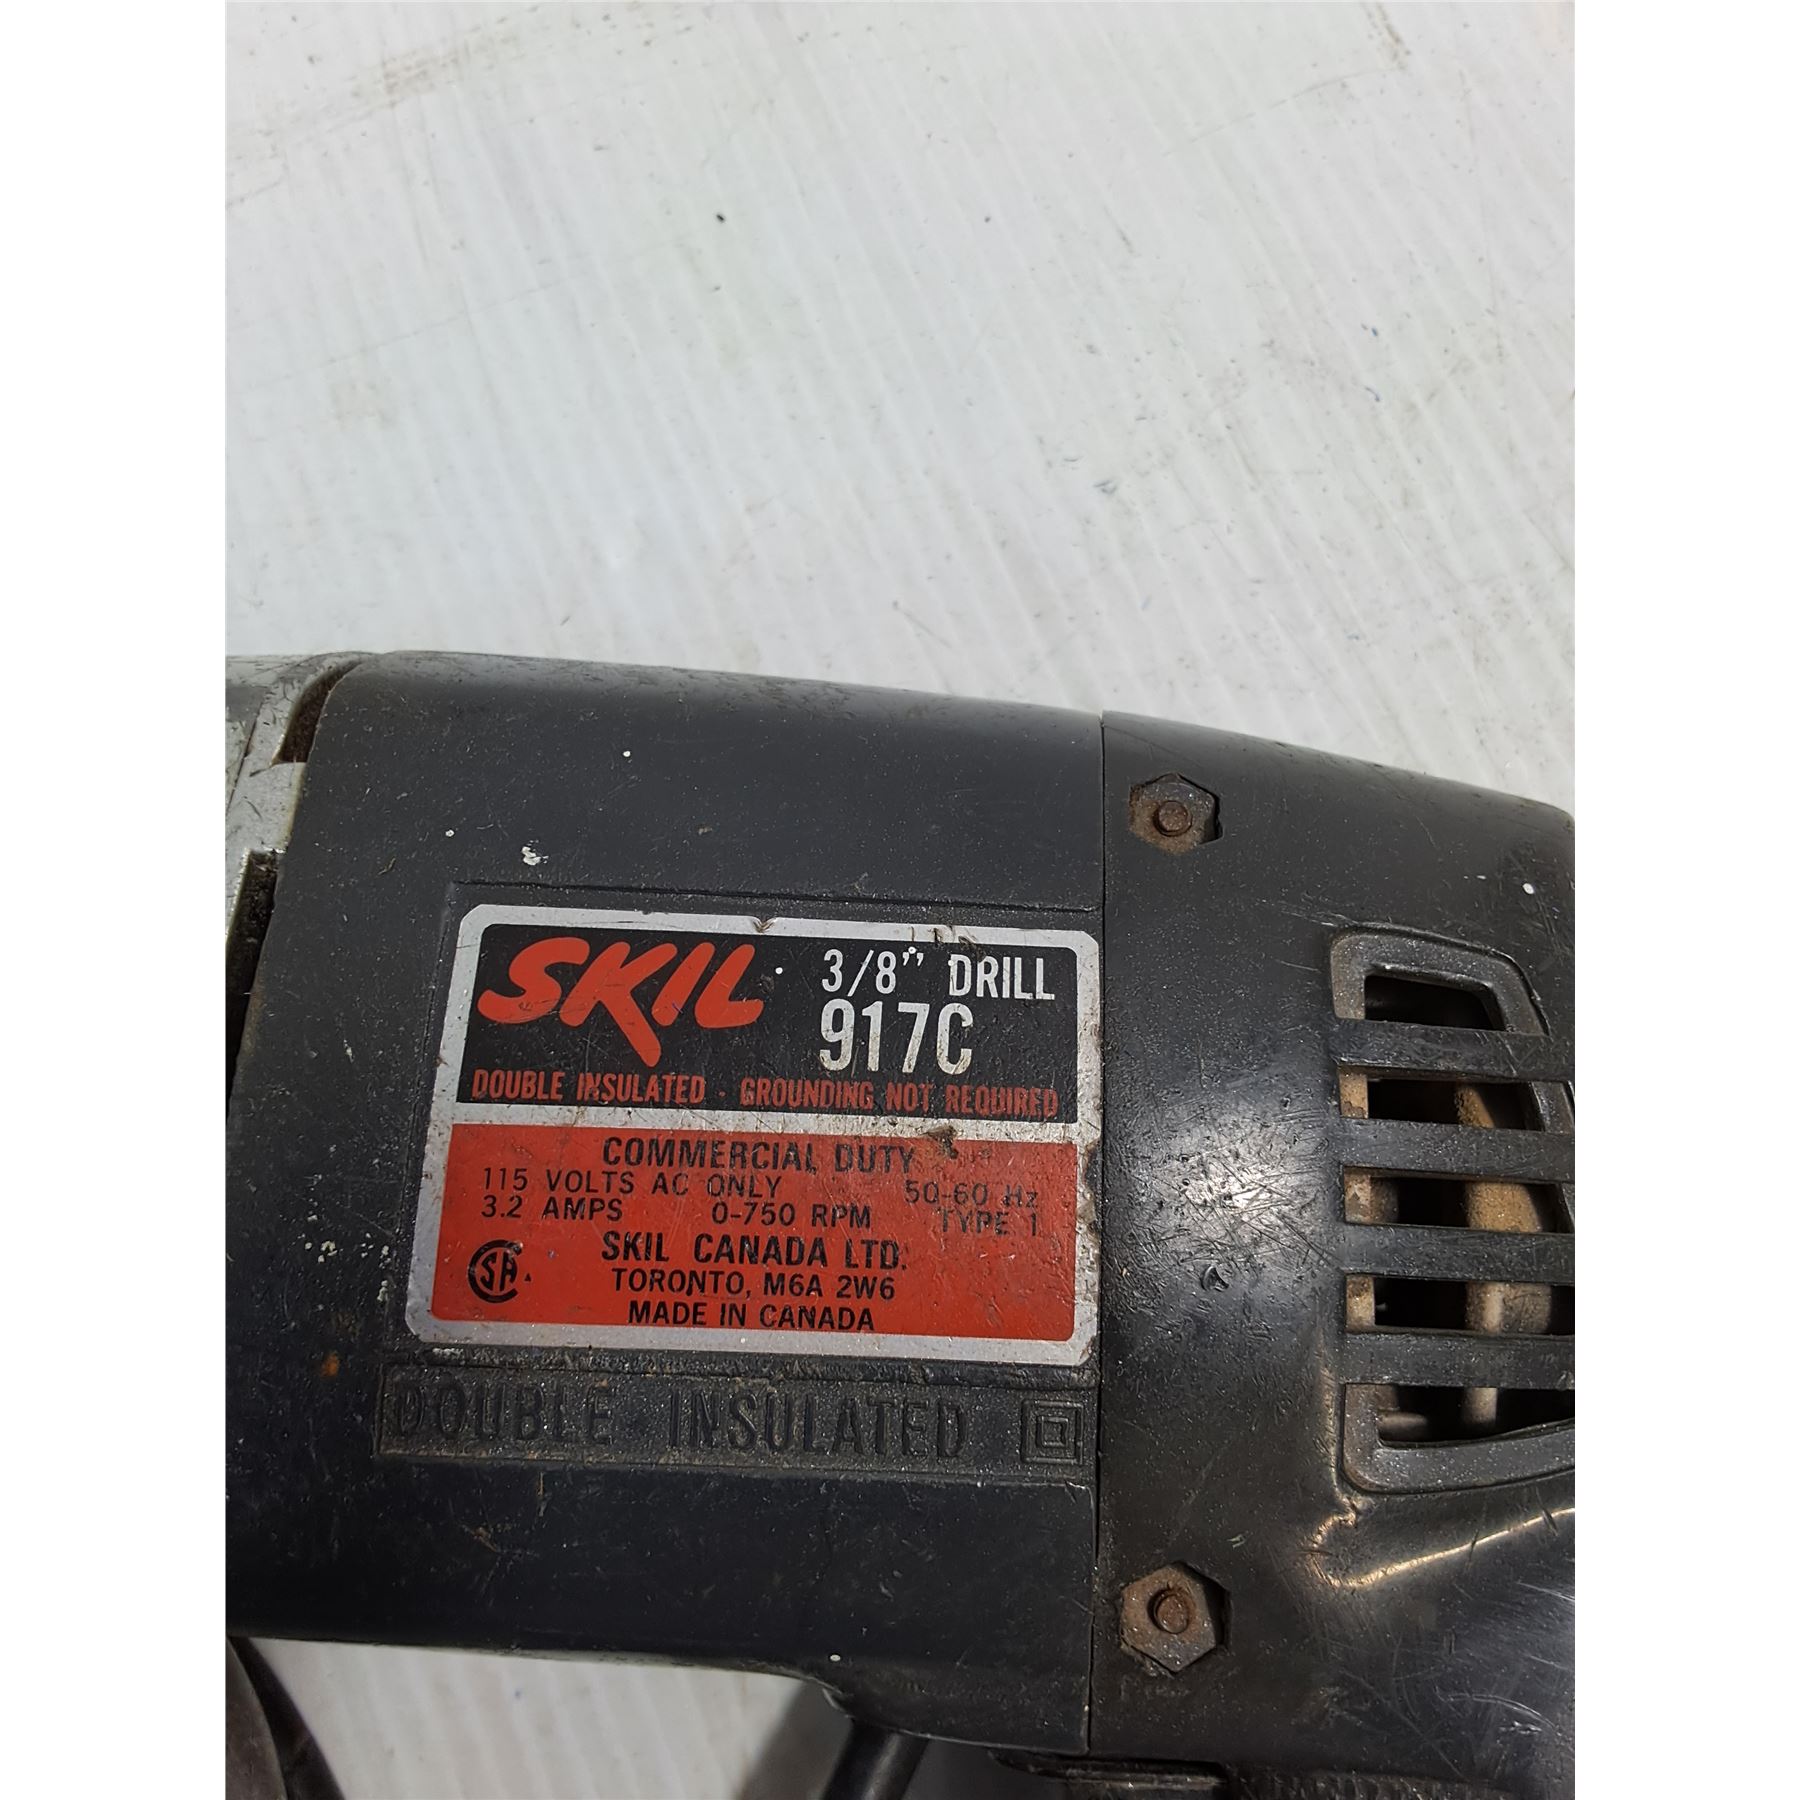 SKIL 3/8" DRILL
917C
DOUBLE INSULATED · GROUNDING NOT REQUIRED
COMMERCIAL DUTY
115 VOLTS AC ONLY 50-60 Hz
3.2 AMPS 0-750 RPM TYPE 1
SKIL CANADA LTD.
TORONTO, M6A 2W6
MADE IN CANADA
CSA
DOUBLE INSULATED